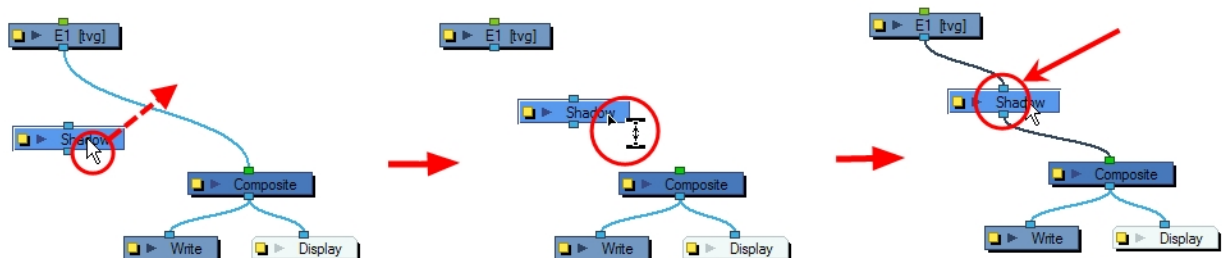 E1 [tvg]
Shadow
Composite
Write
Display
E1 [tvg]
Shadow
Composite
Write
Display
E1 [tvg]
Shadow
Composite
Write
Display